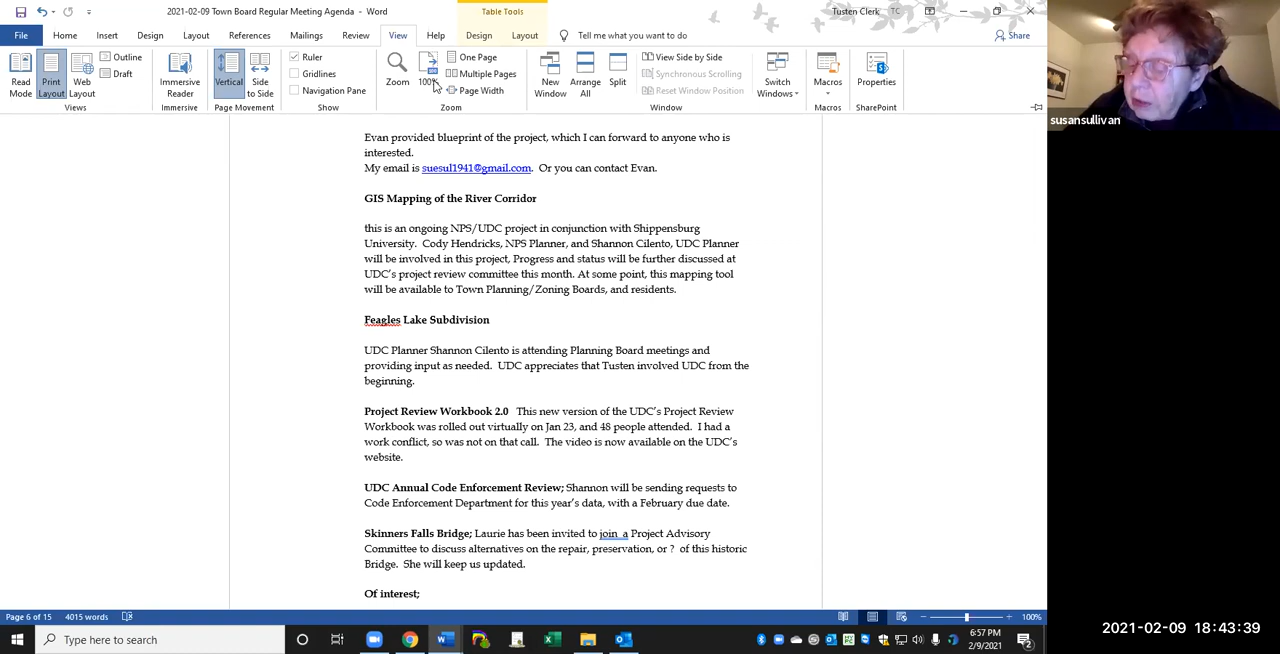 2021-02-09 Town Board Regular Meeting Agenda - Word
Table Tools
Tusten Clerk
TC
File
Home
Insert
Design
Layout
References
Mailings
Review
View
Help
Design
Layout
Tell me what you want to do
Share
Read Mode
Print Layout
Web Layout
Outline
Draft
Views
Immersive Reader
Immersive
Vertical
Side to Side
Page Movement
Ruler
Gridlines
Navigation Pane
Show
Zoom
100%
One Page
Multiple Pages
Page Width
Zoom
New Window
Arrange All
Split
View Side by Side
Synchronous Scrolling
Reset Window Position
Window
Switch Windows
Macros
Macros
Properties
SharePoint
susansullivan
Evan provided blueprint of the project, which I can forward to anyone who is
interested.
My email is suesul1941@gmail.com.  Or you can contact Evan.
GIS Mapping of the River Corridor
this is an ongoing NPS/UDC project in conjunction with Shippensburg
University.  Cody Hendricks, NPS Planner, and Shannon Cilento, UDC Planner
will be involved in this project, Progress and status will be further discussed at
UDC's project review committee this month. At some point, this mapping tool
will be available to Town Planning/Zoning Boards, and residents.
Feagles Lake Subdivision
UDC Planner Shannon Cilento is attending Planning Board meetings and
providing input as needed.  UDC appreciates that Tusten involved UDC from the
beginning.
Project Review Workbook 2.0   This new version of the UDC's Project Review
Workbook was rolled out virtually on Jan 23, and 48 people attended.  I had a
work conflict, so was not on that call.  The video is now available on the UDC's
website.
UDC Annual Code Enforcement Review; Shannon will be sending requests to
Code Enforcement Department for this year's data, with a February due date.
Skinners Falls Bridge; Laurie has been invited to join  a Project Advisory
Committee to discuss alternatives on the repair, preservation, or ?  of this historic
Bridge.  She will keep us updated.
Of interest;
Page 6 of 15
4015 words
100%
Type here to search
6:57 PM
2/9/2021
2
2021-02-09 18:43:39